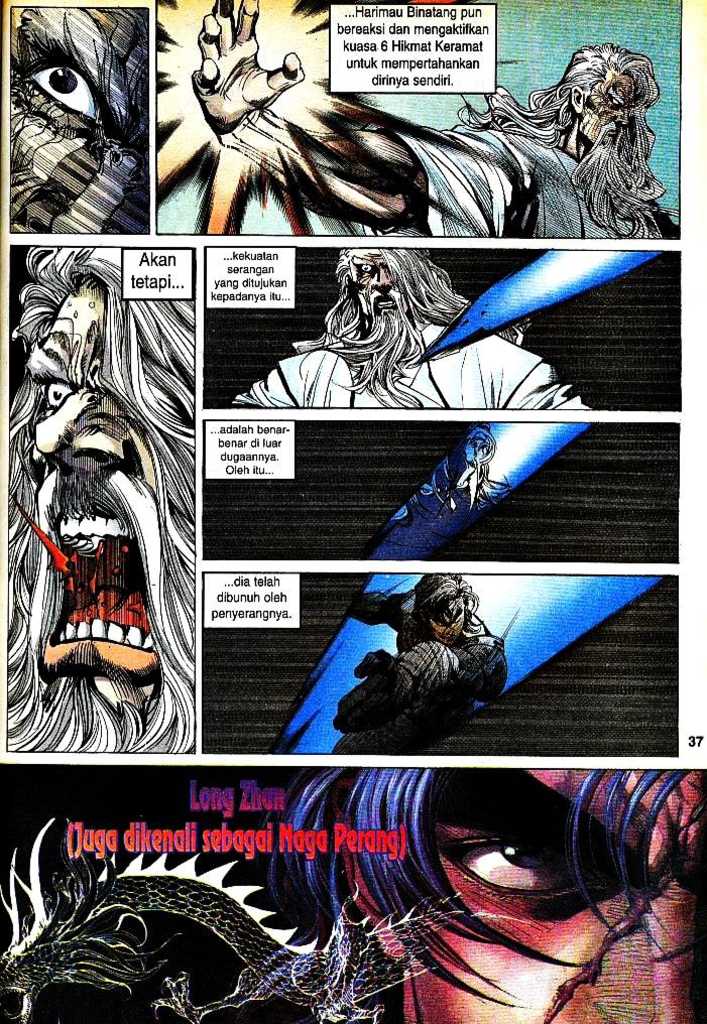 ...Harimau Binatang pun
bereaksi dan mengaktifkan
kuasa 6 Hikmat Keramat
untuk mempertahankan
dirinya sendiri.
Akan
tetapi...
...kekuatan
serangan
yang ditujukan
kepadanya itu...
...adalah benar-
benar di luar
dugaannya.
Oleh itu...
...dia telah
dibunuh oleh
penyerangnya.
37
Long Zhan
(Juga dikenali sebagai Naga Perang)